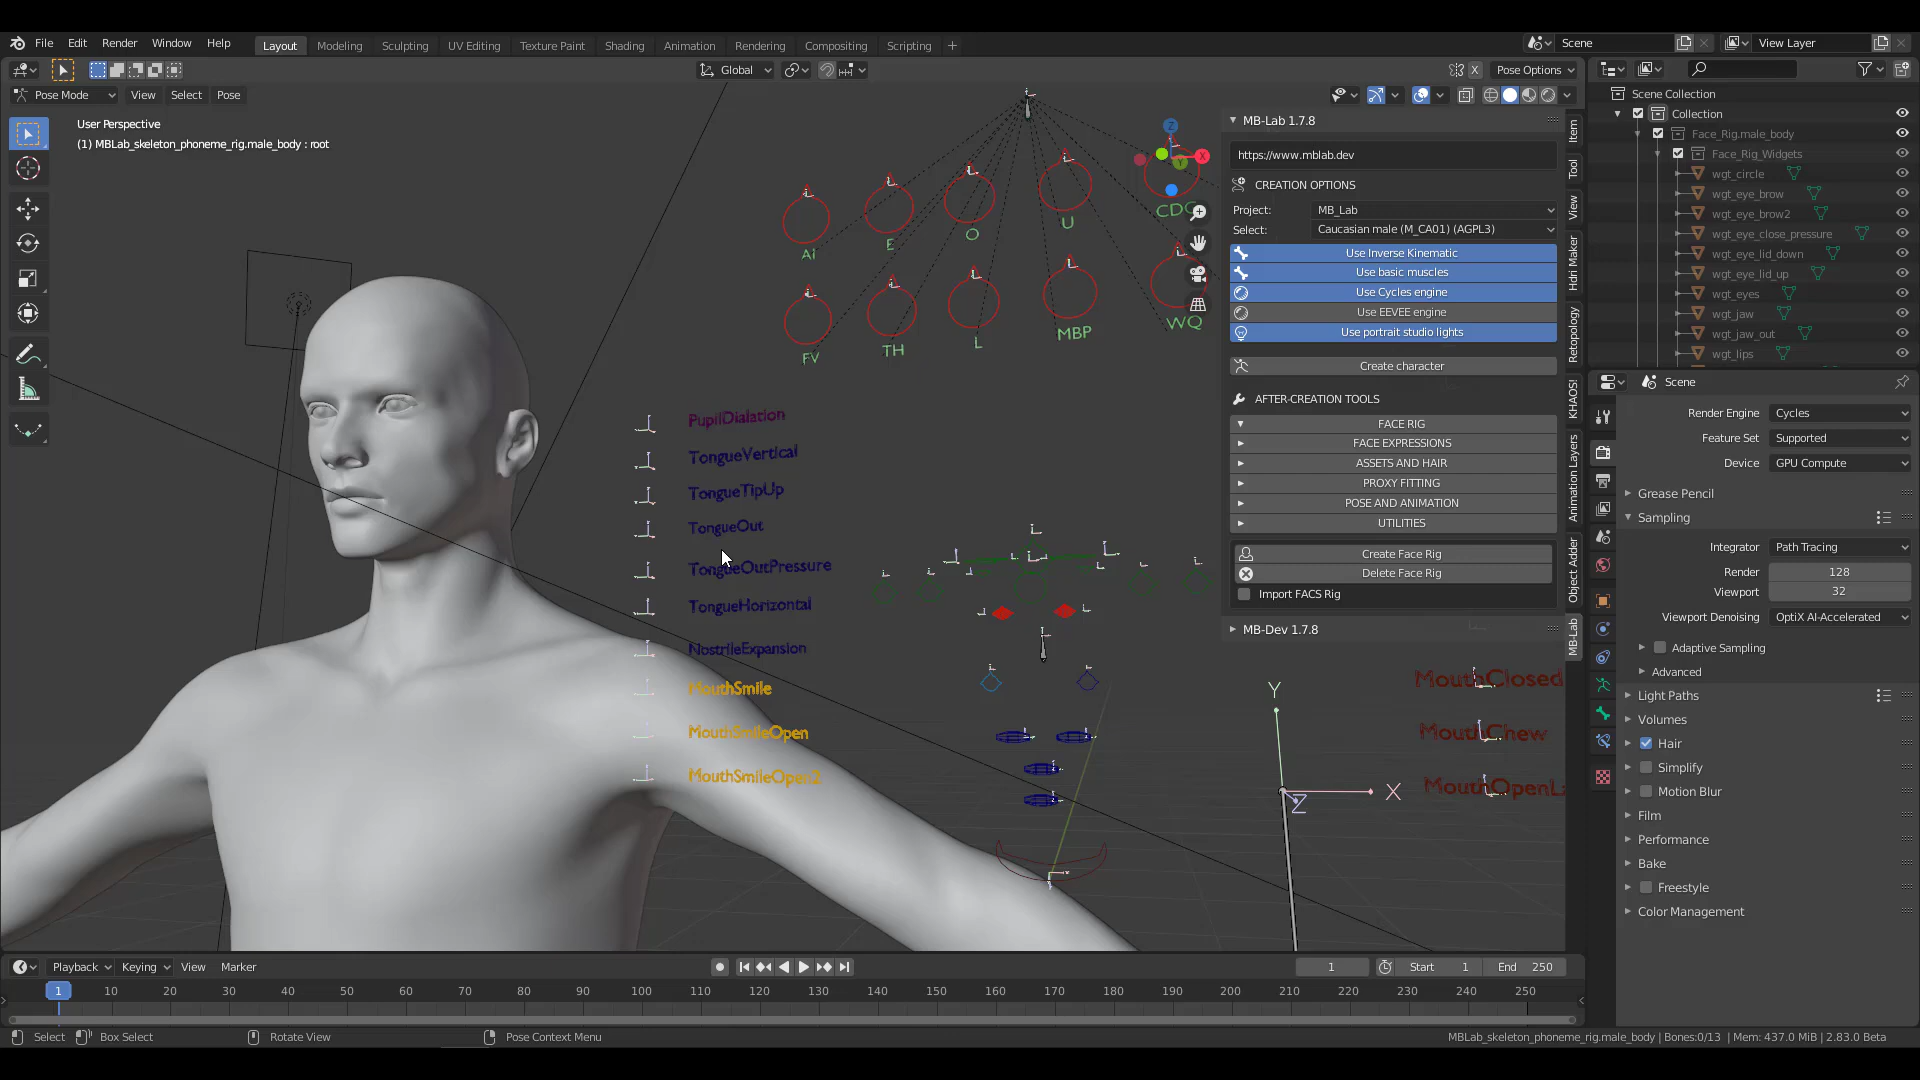 File Edit Render Window Help Layout Modeling Sculpting UV Editing Texture Paint Shading Animation Rendering Compositing Scripting + Scene View Layer
Global X Pose Options
Pose Mode View Select Pose
User Perspective
(1) MBLab_skeleton_phoneme_rig.male_body : root
Z X
AI E O U
FV TH L MBP WQ
PupilDialation
TongueVertical
TongueTipUp
TongueOut
TongueOutPressure
TongueHorizontal
NostrileExpansion
MouthSmile
MouthSmileOpen
MouthSmileOpen2
MouthClosed
MouthChew
Y
X
Z
MB-Lab 1.7.8
https://www.mblab.dev
CREATION OPTIONS
Project: MB_Lab
Select: Caucasian male (M_CA01) (AGPL3)
Use Inverse Kinematic
Use basic muscles
Use Cycles engine
Use EEVEE engine
Use portrait studio lights
Create character
AFTER-CREATION TOOLS
FACE RIG
FACE EXPRESSIONS
ASSETS AND HAIR
PROXY FITTING
POSE AND ANIMATION
UTILITIES
Create Face Rig
Delete Face Rig
Import FACS Rig
MB-Dev 1.7.8
Item
Tool
View
Hdri Maker
Retopology
KHAOS!
Animation Layers
Object Adder
MB-Lab
Scene Collection
Collection
Face_Rig.male_body
Face_Rig_Widgets
wgt_circle
wgt_eye_brow
wgt_eye_brow2
wgt_eye_close_pressure
wgt_eye_lid_down
wgt_eye_lid_up
wgt_eyes
wgt_jaw
wgt_jaw_out
wgt_lips
Scene
Render Engine Cycles
Feature Set Supported
Device GPU Compute
Grease Pencil
Sampling
Integrator Path Tracing
Render 128
Viewport 32
Viewport Denoising OptiX AI-Accelerated
Adaptive Sampling
Advanced
Light Paths
Volumes
Hair
Simplify
Motion Blur
Film
Performance
Bake
Freestyle
Color Management
Playback Keying View Marker 1 Start 1 End 250
1 10 20 30 40 50 60 70 80 90 100 110 120 130 140 150 160 170 180 190 200 210 220 230 240 250
Select Box Select Rotate View Pose Context Menu MBLab_skeleton_phoneme_rig.male_body | Bones:0/13 | Mem: 437.0 MiB | 2.83.0 Beta